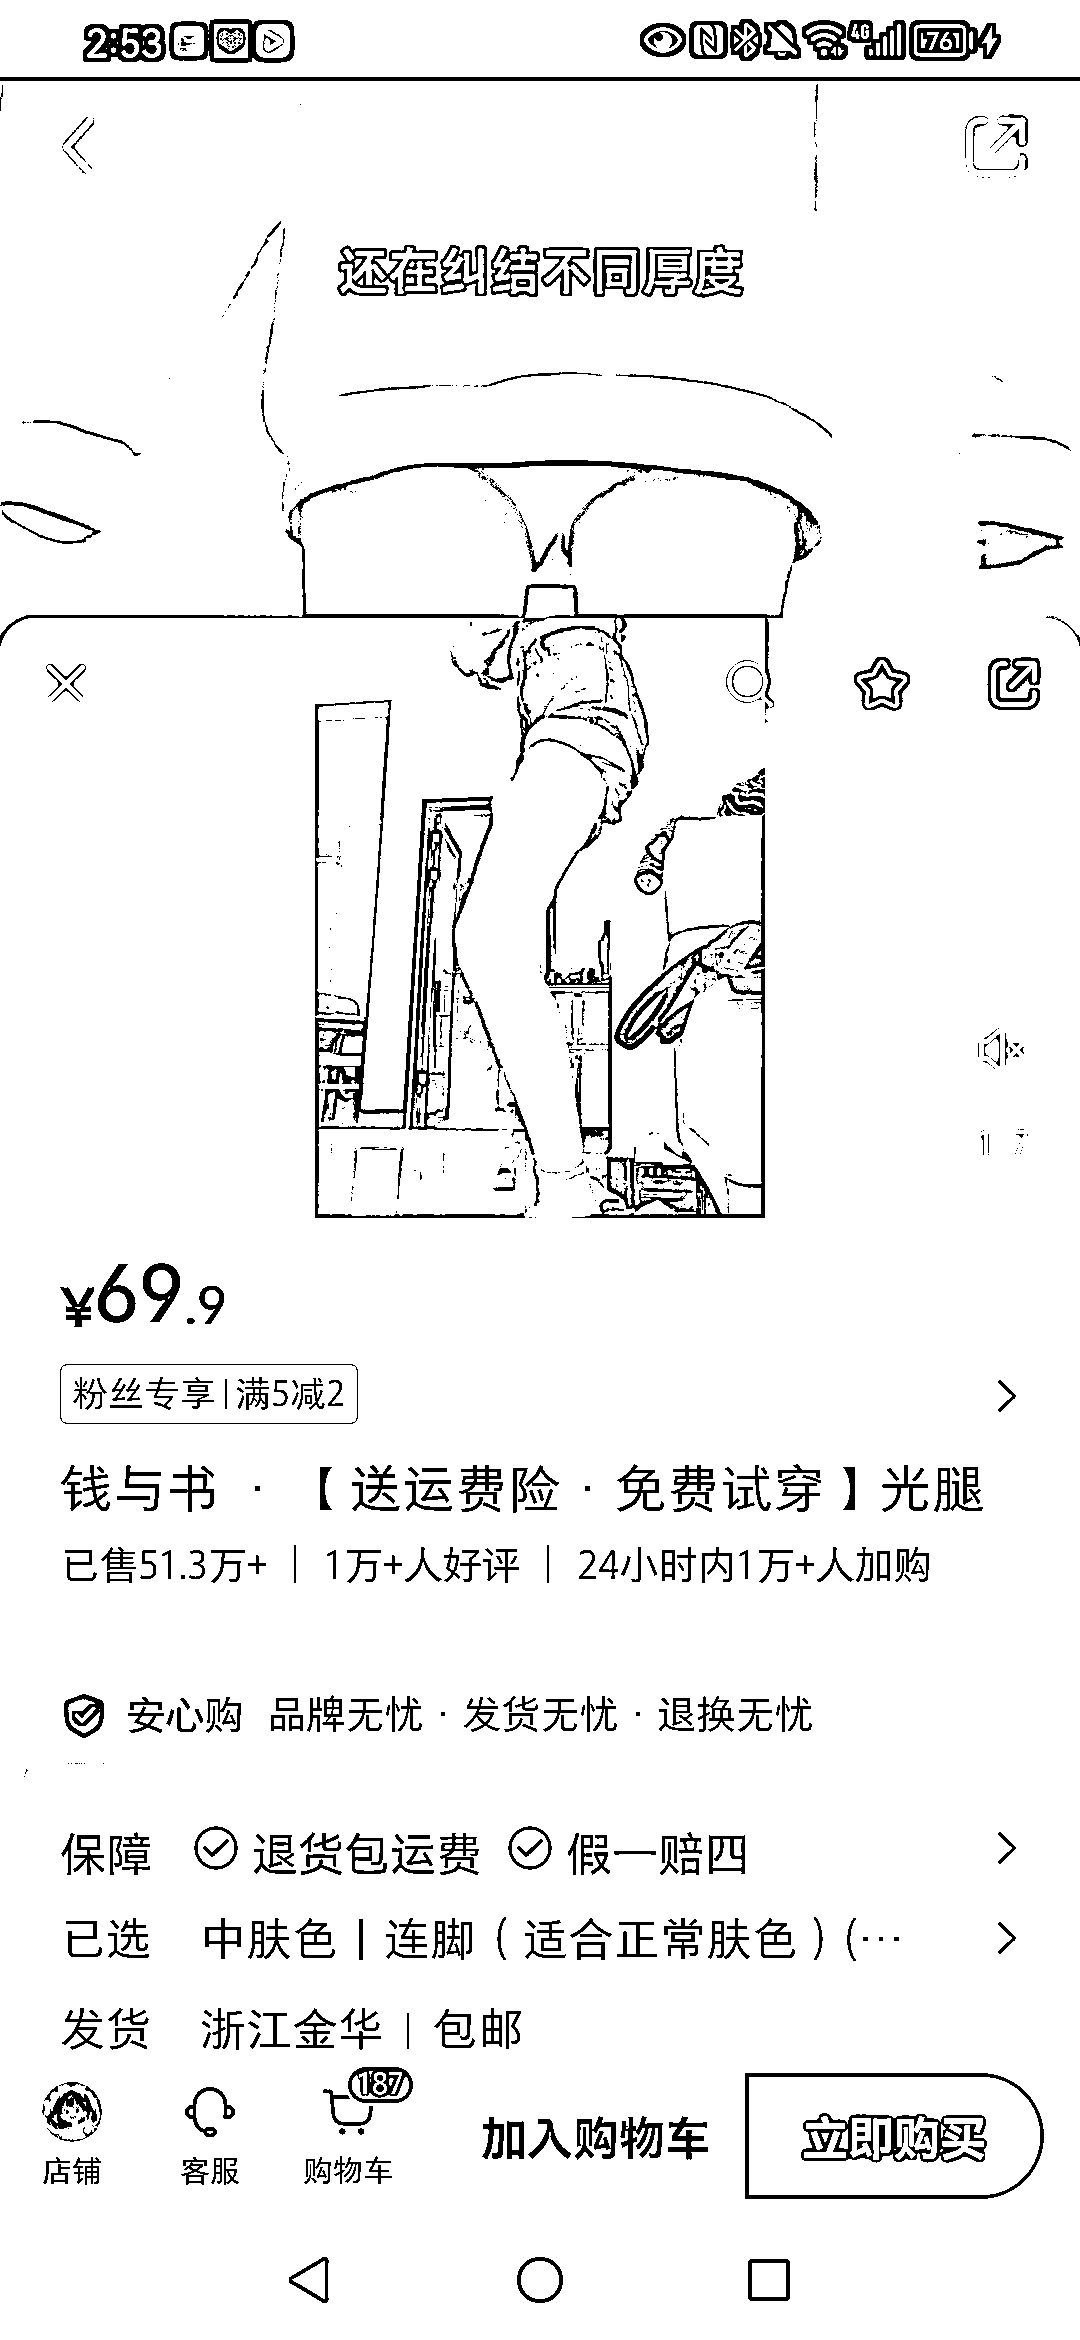 2:53 4G 76
还在纠结不同厚度
1 7
¥69.9
粉丝专享|满5减2
钱与书 · 【送运费险 · 免费试穿】光腿
已售51.3万+ | 1万+人好评 | 24小时内1万+人加购
安心购 品牌无忧 · 发货无忧 · 退换无忧
保障 退货包运费 假一赔四
已选 中肤色丨连脚（适合正常肤色）(···
发货 浙江金华 | 包邮
187
店铺 客服 购物车 加入购物车 立即购买